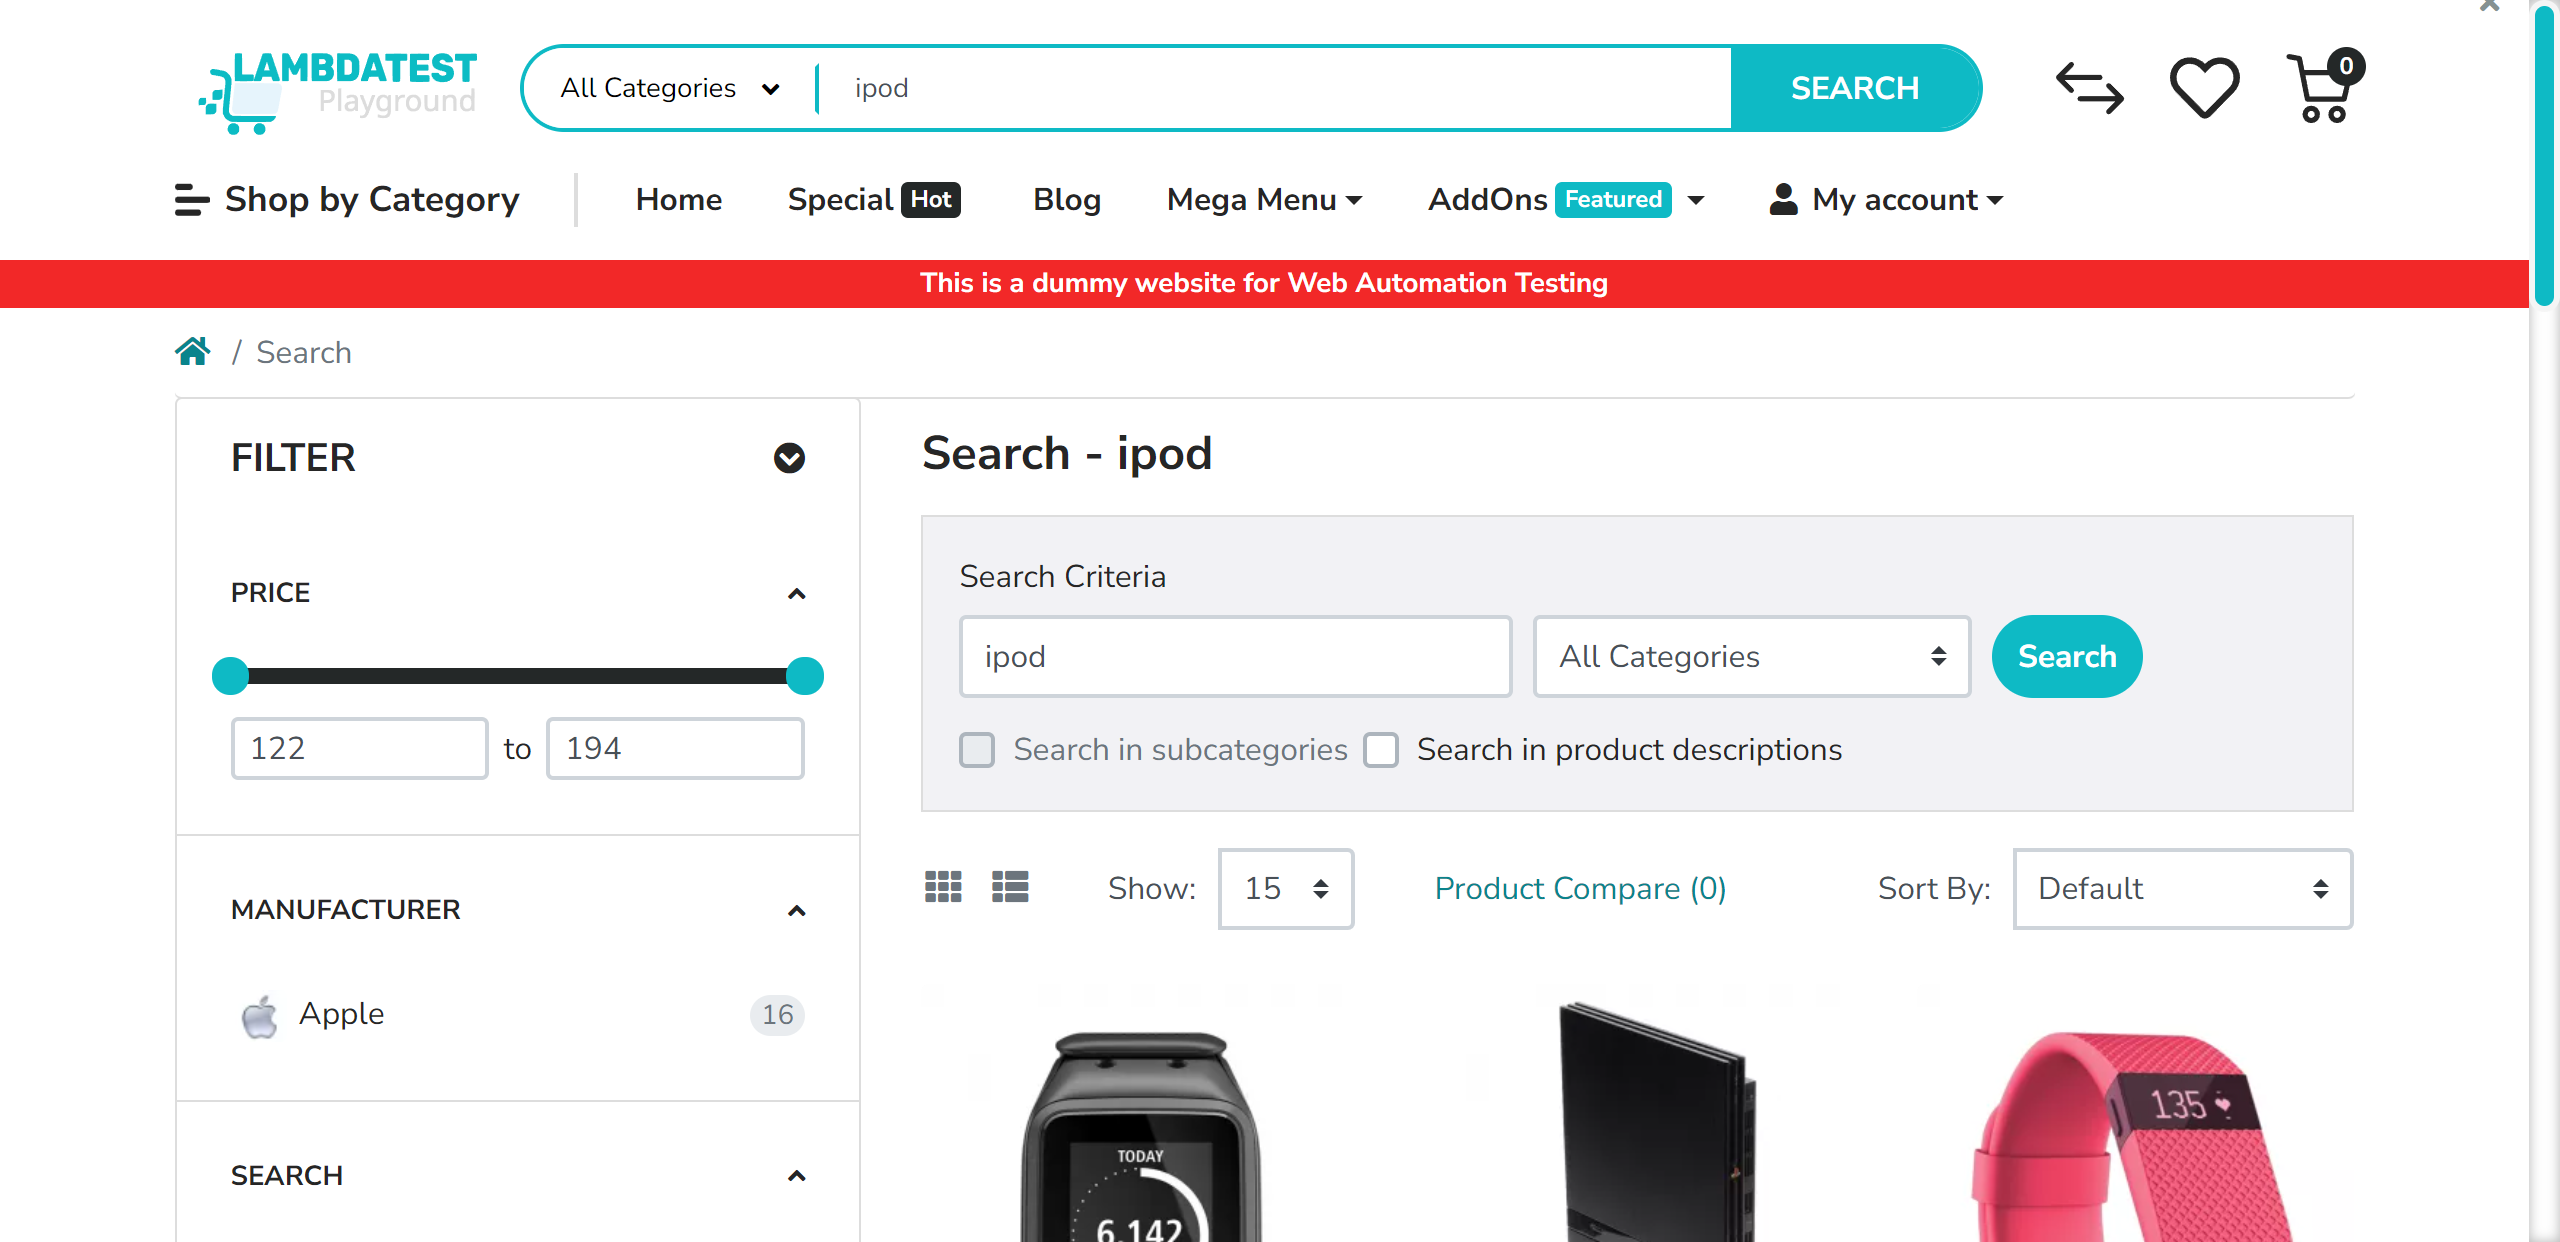 LAMBDATEST
Playground
All Categories
ipod
SEARCH
0
Shop by Category
Home
Special Hot
Blog
Mega Menu
AddOns Featured
My account
This is a dummy website for Web Automation Testing
/ Search
FILTER
PRICE
122 to 194
MANUFACTURER
Apple 16
SEARCH
Search - ipod
Search Criteria
ipod
All Categories
Search
Search in subcategories
Search in product descriptions
Show: 15
Product Compare (0)
Sort By: Default
TODAY
6,142
135